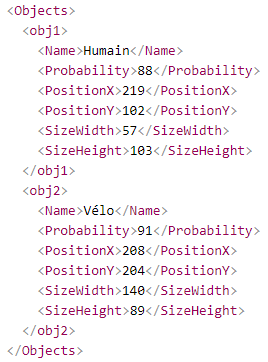 <Objects>
<obj1>
<Name>Humain</Name>
<Probability>88</Probability>
<PositionX>219</PositionX>
<PositionY>102</PositionY>
<SizeWidth>57</SizeWidth>
<SizeHeight>103</SizeHeight>
</obj1>
<obj2>
<Name>Vélo</Name>
<Probability>91</Probability>
<PositionX>208</PositionX>
<PositionY>204</PositionY>
<SizeWidth>140</SizeWidth>
<SizeHeight>89</SizeHeight>
</obj2>
</Objects>